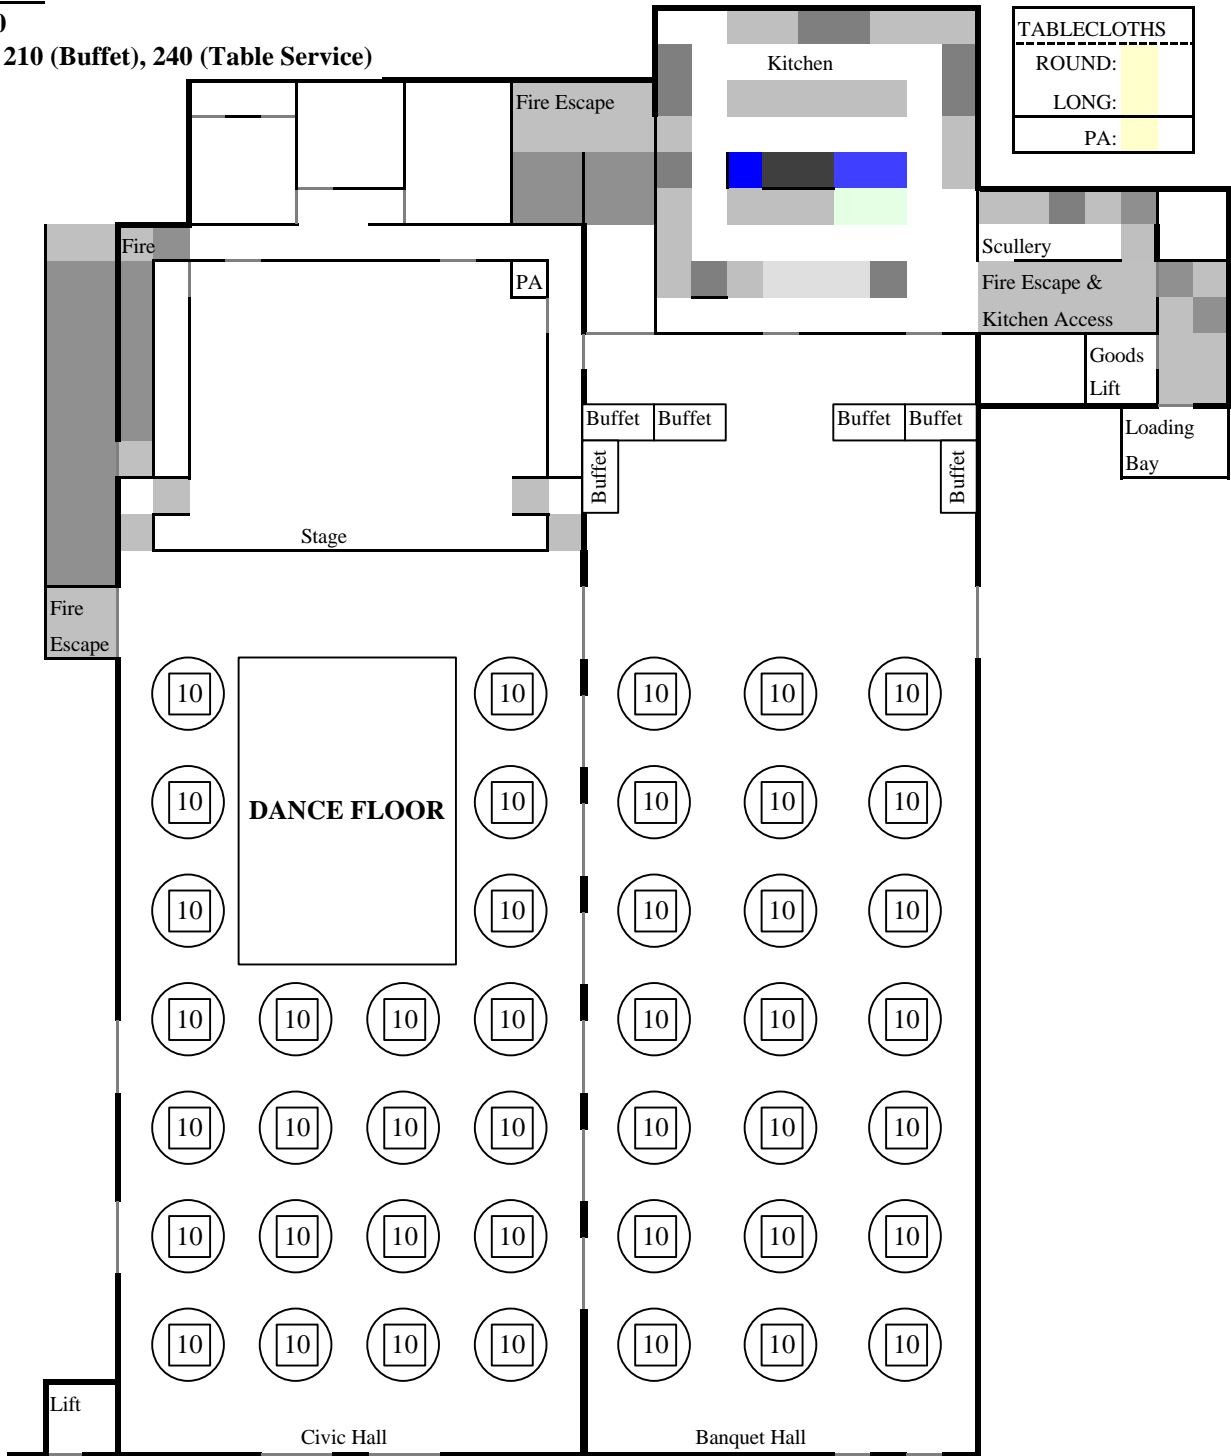 210 (Buffet), 240 (Table Service)
TABLECLOTHS
ROUND:
LONG:
PA:
Kitchen
Fire Escape
Fire
PA
Scullery
Fire Escape &
Kitchen Access
Goods
Lift
Loading
Bay
Buffet Buffet Buffet Buffet
Buffet Buffet
Stage
Fire
Escape
10 10 10 10 10
10 DANCE FLOOR 10 10 10 10
10 10 10 10 10
10 10 10 10 10 10 10
10 10 10 10 10 10 10
10 10 10 10 10 10 10
10 10 10 10 10 10 10
Lift
Civic Hall Banquet Hall